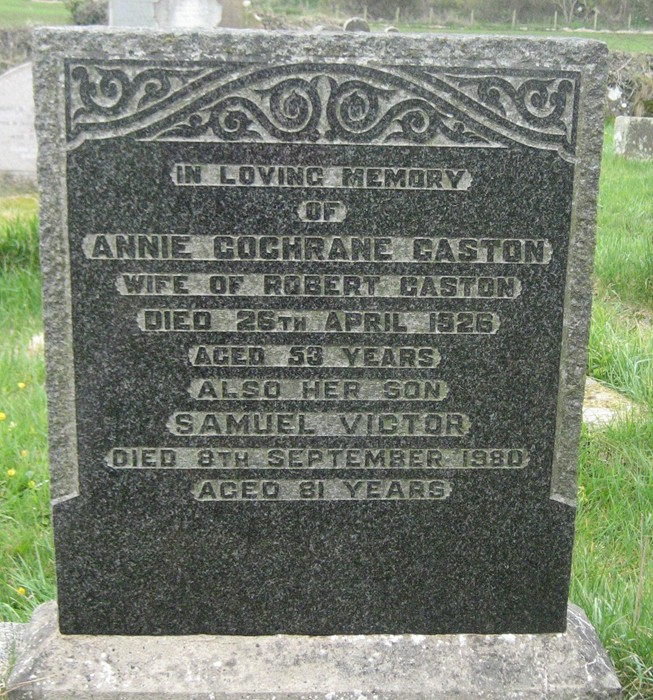 IN LOVING MEMORY
OF
ANNIE COCHRANE GASTON
WIFE OF ROBERT GASTON
DIED 26TH APRIL 1926
AGED 53 YEARS
ALSO HER SON
SAMUEL VICTOR
DIED 8TH SEPTEMBER 1980
AGED 81 YEARS